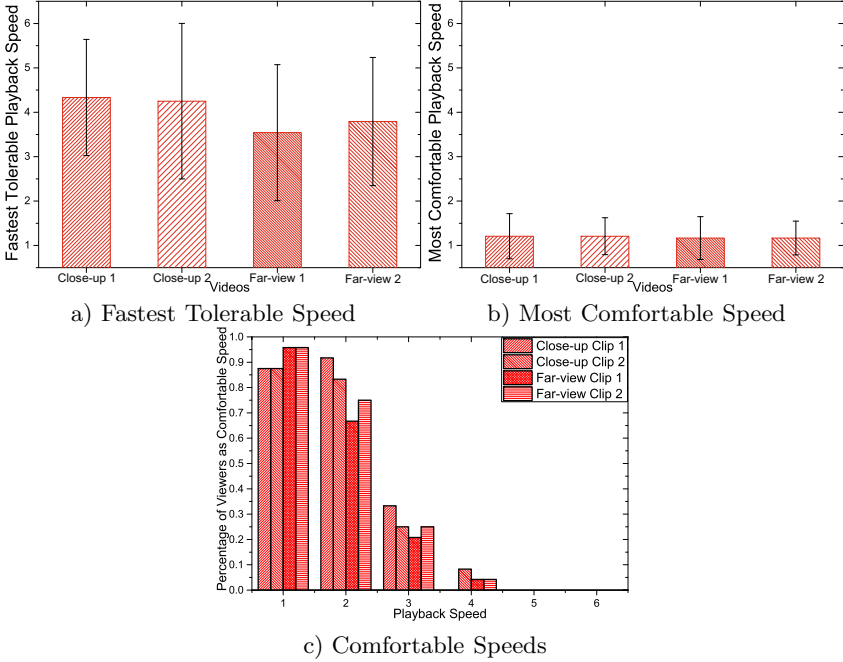 Fastest Tolerable Playback Speed
6
5
4
3
2
1
Close-up 1 Close-up 2 Far-view 1 Far-view 2
Videos
a) Fastest Tolerable Speed
Most Comfortable Playback Speed
6
5
4
3
2
1
Close-up 1 Close-up 2 Far-view 1 Far-view 2
Videos
b) Most Comfortable Speed
Percentage of Viewers as Comfortable Speed
1.0
0.9
0.8
0.7
0.6
0.5
0.4
0.3
0.2
0.1
0.0
Close-up Clip 1
Close-up Clip 2
Far-view Clip 1
Far-view Clip 2
1 2 3 4 5 6
Playback Speed
c) Comfortable Speeds